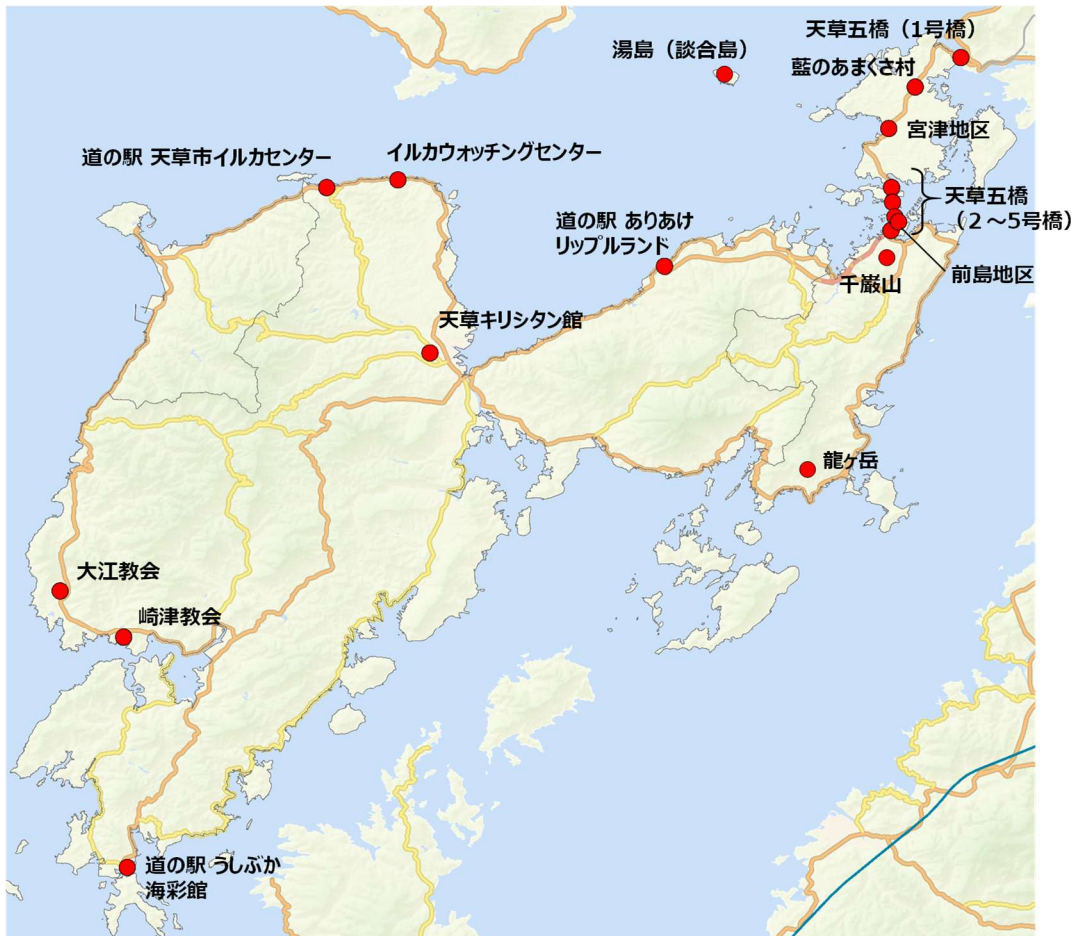 天草五橋（1号橋）
湯島（談合島）
藍のあまくさ村
宮津地区
道の駅 天草市イルカセンター
イルカウォッチングセンター
天草五橋
（２～5号橋）
道の駅 ありあけ
リップルランド
前島地区
千巌山
天草キリシタン館
龍ヶ岳
大江教会
崎津教会
道の駅 うしぶか
海彩館